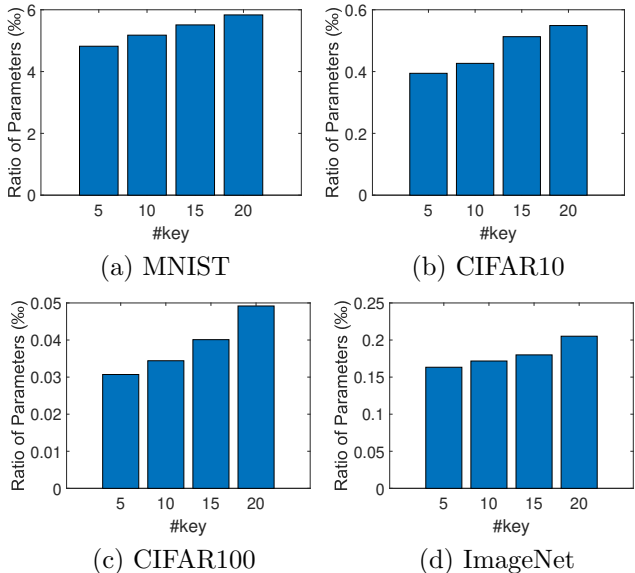 6
4
2
0
Ratio of Parameters (‰)
5 10 15 20
#key
(a) MNIST
0.6
0.4
0.2
0
Ratio of Parameters (‰)
5 10 15 20
#key
(b) CIFAR10
0.05
0.04
0.03
0.02
0.01
0
Ratio of Parameters (‰)
5 10 15 20
#key
(c) CIFAR100
0.25
0.2
0.15
0.1
0.05
0
Ratio of Parameters (‰)
5 10 15 20
#key
(d) ImageNet